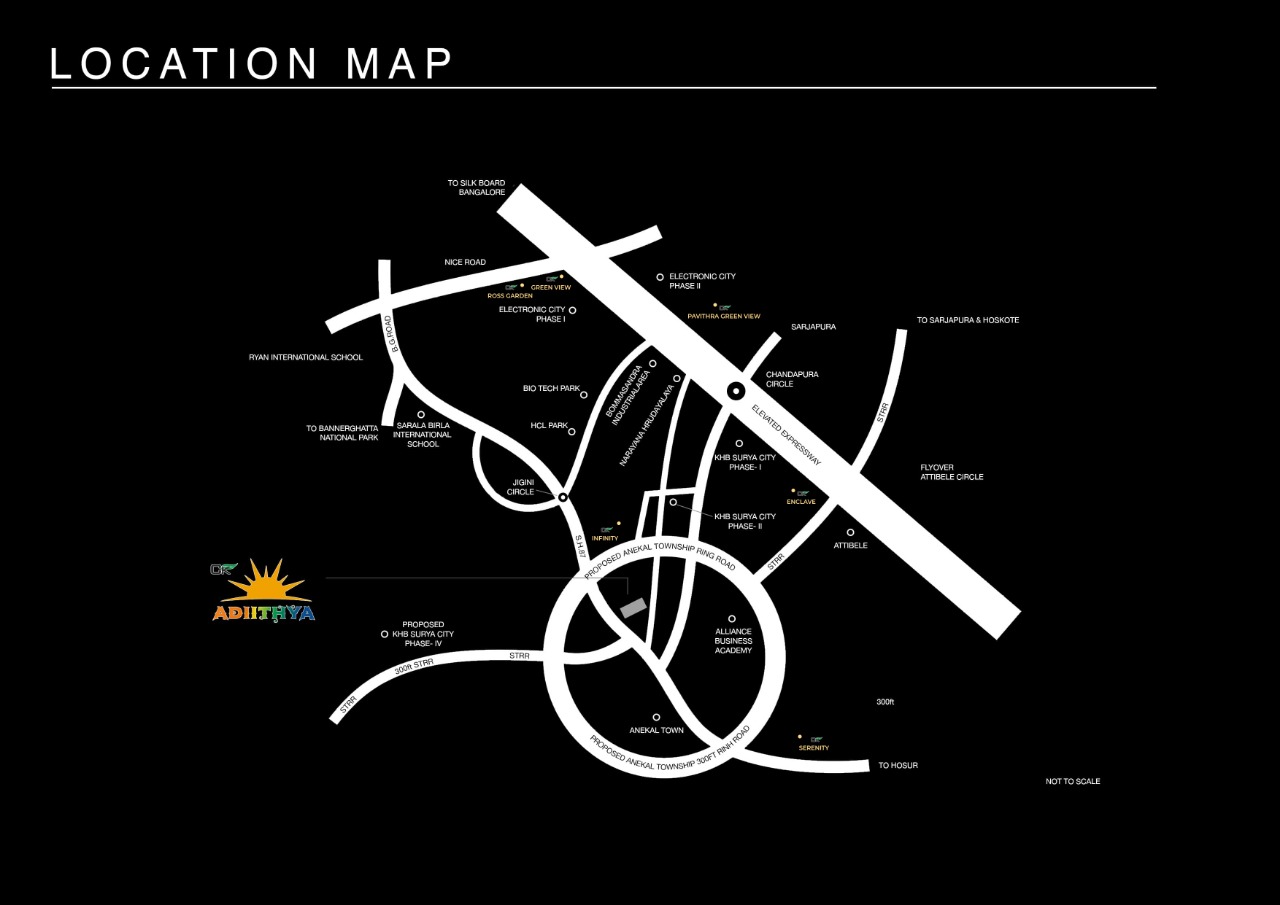 LOCATION MAP
TO SILK BOARD
BANGALORE
NICE ROAD
GREEN VIEW
ROSS GARDEN
ELECTRONIC CITY
PHASE I
ELECTRONIC CITY
PHASE II
PAVITHRA GREEN VIEW
SARJAPURA
TO SARJAPURA & HOSKOTE
B.G.ROAD
RYAN INTERNATIONAL SCHOOL
BIO TECH PARK
BOMMASANDRA
INDUSTRIALAREA
NARAYANA HRUDAYALAYA
CHANDAPURA
CIRCLE
ELEVATED EXPRESSWAY
STRR
TO BANNERGHATTA
NATIONAL PARK
SARALA BIRLA
INTERNATIONAL
SCHOOL
HCL PARK
KHB SURYA CITY
PHASE- I
FLYOVER
ATTIBELE CIRCLE
JIGINI
CIRCLE
ENCLAVE
KHB SURYA CITY
PHASE- II
INFINITY
S.H.87
ATTIBELE
STRR
PROPOSED ANEKAL TOWNSHIP RING ROAD
ADIITHYA
PROPOSED
KHB SURYA CITY
PHASE- IV
ALLIANCE
BUSINESS
ACADEMY
STRR
300ft STRR
STRR
300ft
ANEKAL TOWN
PROPOSED ANEKAL TOWNSHIP 300FT RINH ROAD
SERENITY
TO HOSUR
NOT TO SCALE